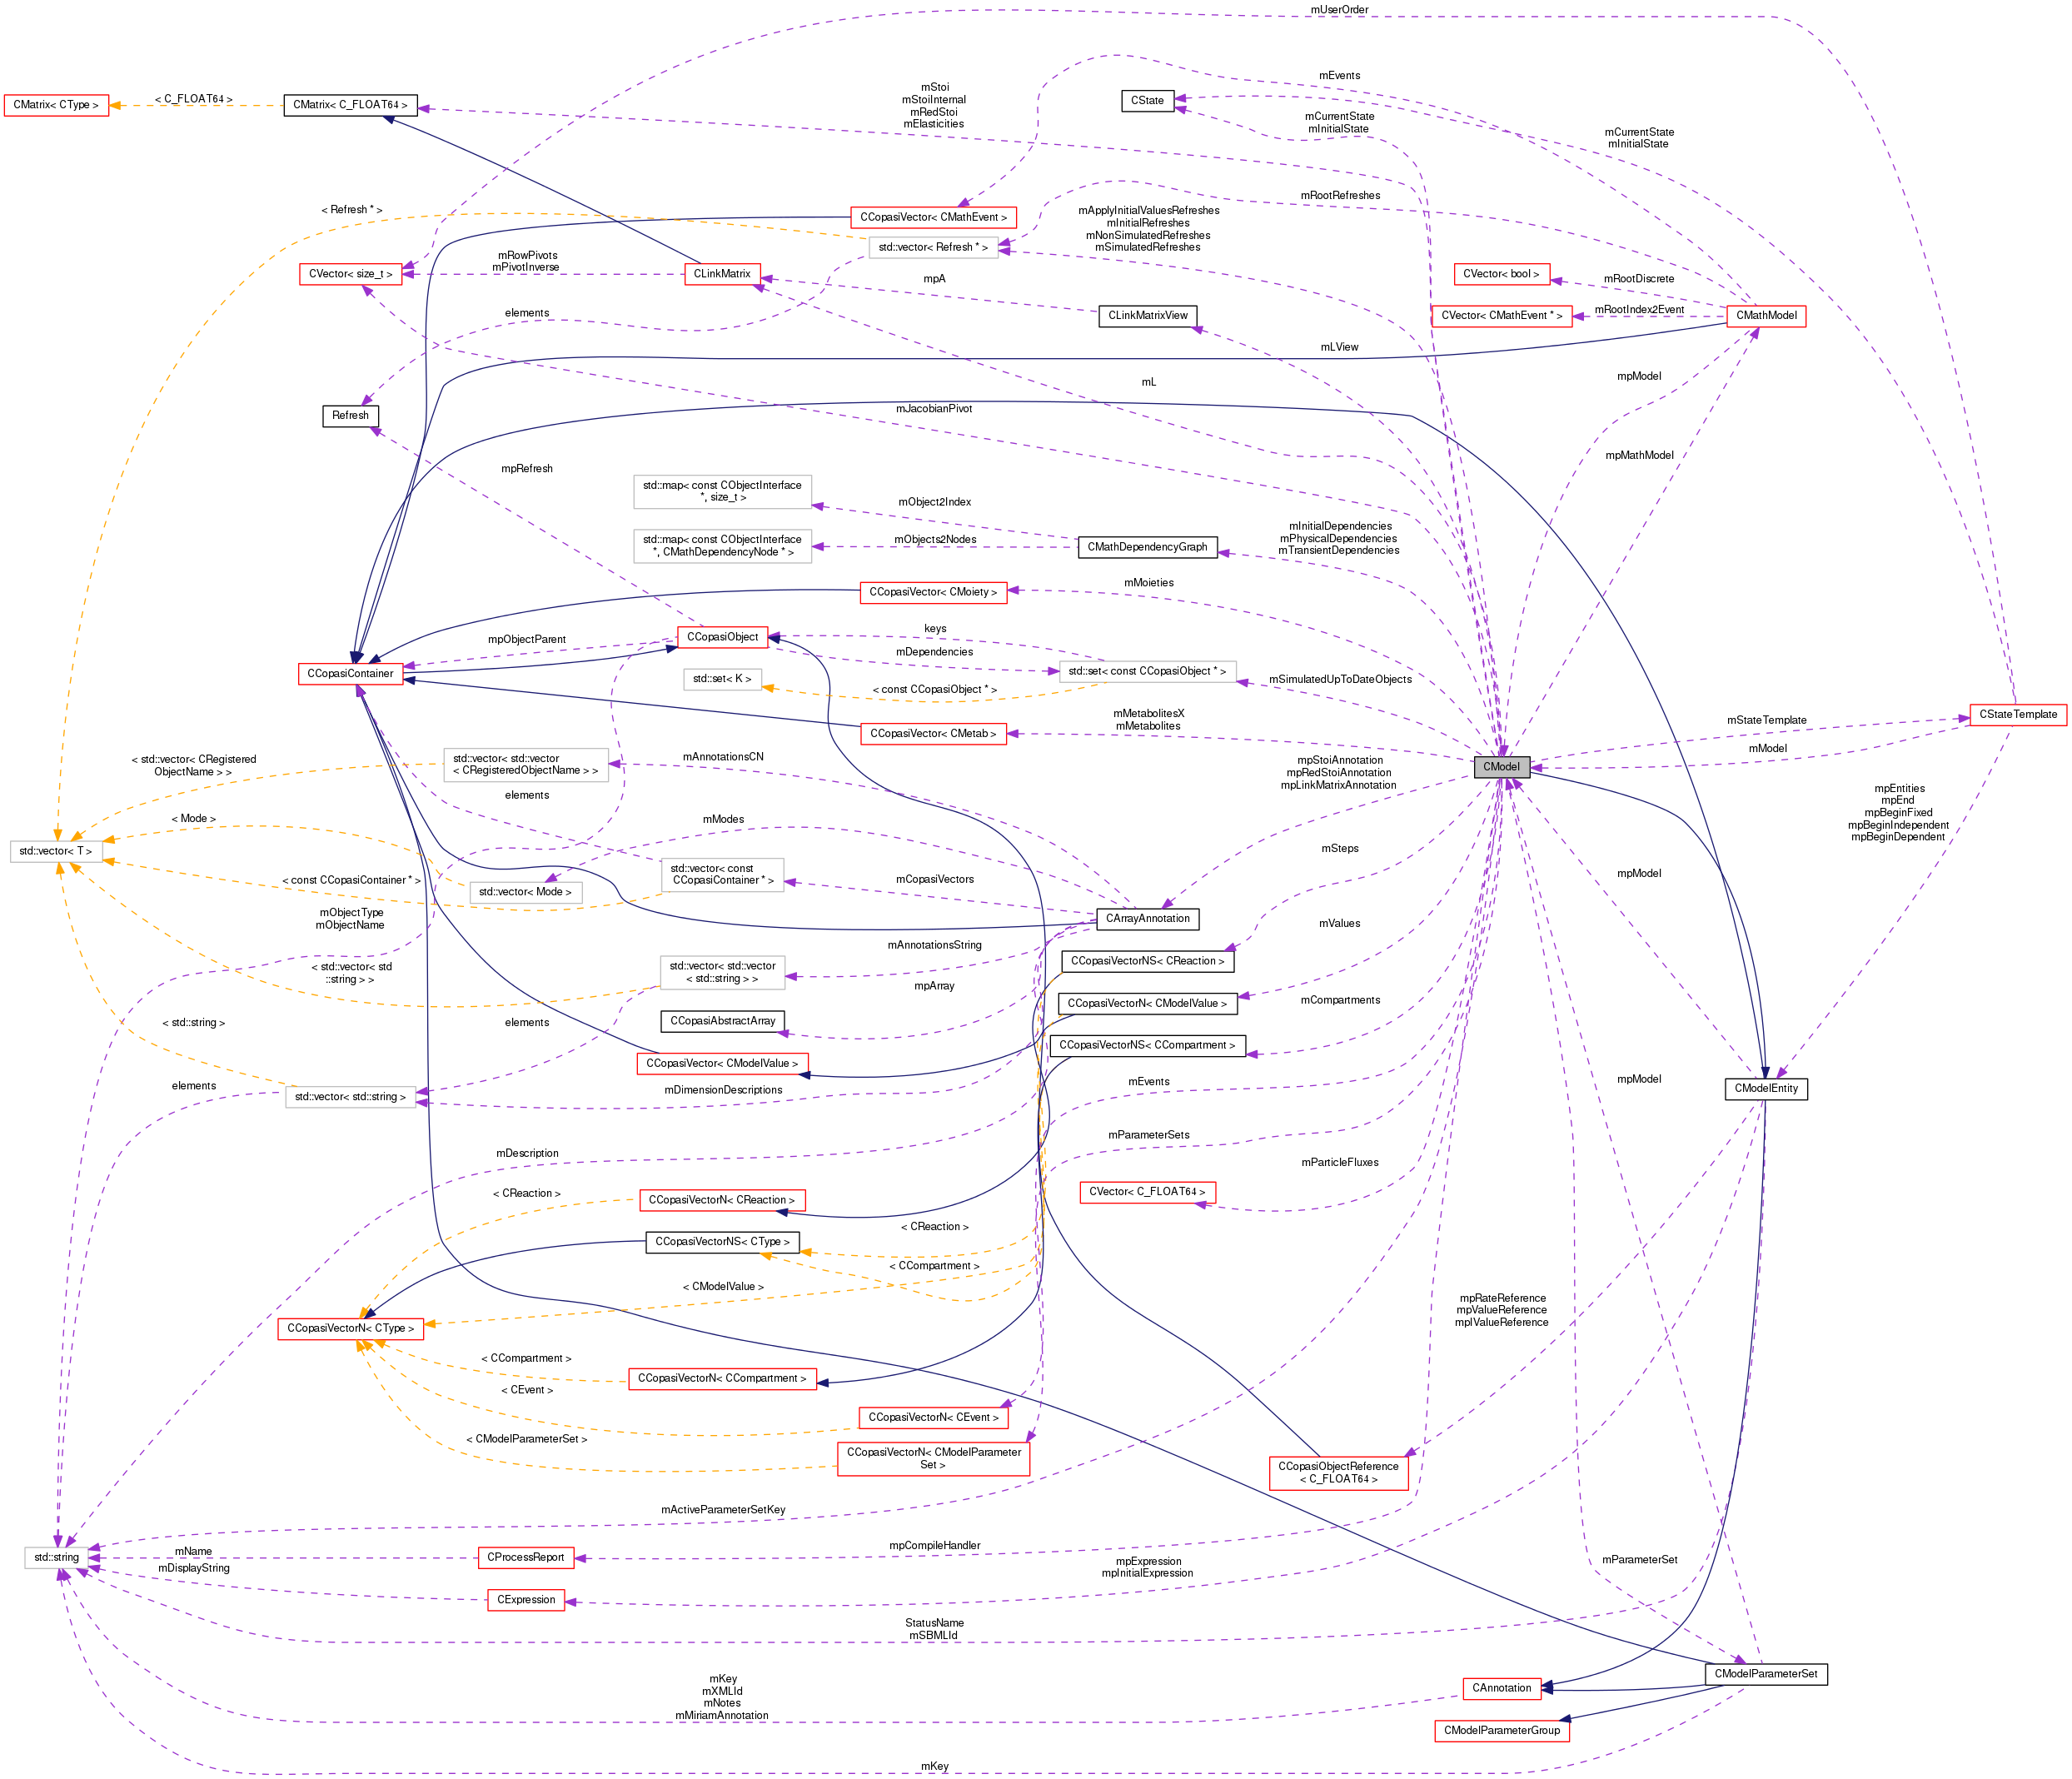 mUserOrder
mEvents
CMatrix< CType >
< C_FLOAT64 >
CMatrix< C_FLOAT64 >
mStoi
mStoiInternal
mRedStoi
mElasticities
CState
mCurrentState
mInitialState
mCurrentState
mInitialState
< Refresh * >
CCopasiVector< CMathEvent >
std::vector< Refresh * >
mApplyInitialValuesRefreshes
mInitialRefreshes
mNonSimulatedRefreshes
mSimulatedRefreshes
mRootRefreshes
CVector< size_t >
mRowPivots
mPivotInverse
CLinkMatrix
mpA
CVector< bool >
mRootDiscrete
elements
CLinkMatrixView
CVector< CMathEvent * >
mRootIndex2Event
CMathModel
mLView
mL
mpModel
Refresh
mJacobianPivot
mpRefresh
mpMathModel
std::map< const CObjectInterface
*, size_t >
mObject2Index
std::map< const CObjectInterface
*, CMathDependencyNode * >
mObjects2Nodes
CMathDependencyGraph
mInitialDependencies
mPhysicalDependencies
mTransientDependencies
CCopasiVector< CMoiety >
mMoieties
mpObjectParent
CCopasiObject
keys
mDependencies
CCopasiContainer
std::set< K >
std::set< const CCopasiObject * >
< const CCopasiObject * >
mSimulatedUpToDateObjects
CCopasiVector< CMetab >
mMetabolitesX
mMetabolites
mStateTemplate
CStateTemplate
mModel
CModel
< std::vector< CRegistered
ObjectName > >
std::vector< std::vector
< CRegisteredObjectName > >
mAnnotationsCN
mpStoiAnnotation
mpRedStoiAnnotation
mpLinkMatrixAnnotation
elements
mpEntities
mpEnd
mpBeginFixed
mpBeginIndependent
mpBeginDependent
< Mode >
mModes
std::vector< T >
mSteps
< const CCopasiContainer * >
std::vector< Mode >
std::vector< const
CCopasiContainer * >
mCopasiVectors
mpModel
mObjectType
mObjectName
CArrayAnnotation
mValues
mAnnotationsString
CCopasiVectorNS< CReaction >
< std::vector< std
::string > >
std::vector< std::vector
< std::string > >
mpArray
CCopasiVectorN< CModelValue >
mCompartments
< std::string >
elements
CCopasiAbstractArray
CCopasiVectorNS< CCompartment >
CCopasiVector< CModelValue >
elements
std::vector< std::string >
mDimensionDescriptions
mEvents
mpModel
CModelEntity
mDescription
mParameterSets
mParticleFluxes
< CReaction >
CCopasiVectorN< CReaction >
CVector< C_FLOAT64 >
< CReaction >
CCopasiVectorNS< CType >
< CCompartment >
< CModelValue >
CCopasiVectorN< CType >
mpRateReference
mpValueReference
mpIValueReference
< CCompartment >
CCopasiVectorN< CCompartment >
< CEvent >
CCopasiVectorN< CEvent >
< CModelParameterSet >
CCopasiVectorN< CModelParameter
Set >
CCopasiObjectReference
< C_FLOAT64 >
mActiveParameterSetKey
mpCompileHandler
std::string
mName
CProcessReport
mDisplayString
CExpression
mpExpression
mpInitialExpression
mParameterSet
StatusName
mSBMLId
mKey
mXMLId
mNotes
mMiriamAnnotation
CAnnotation
CModelParameterSet
CModelParameterGroup
mKey